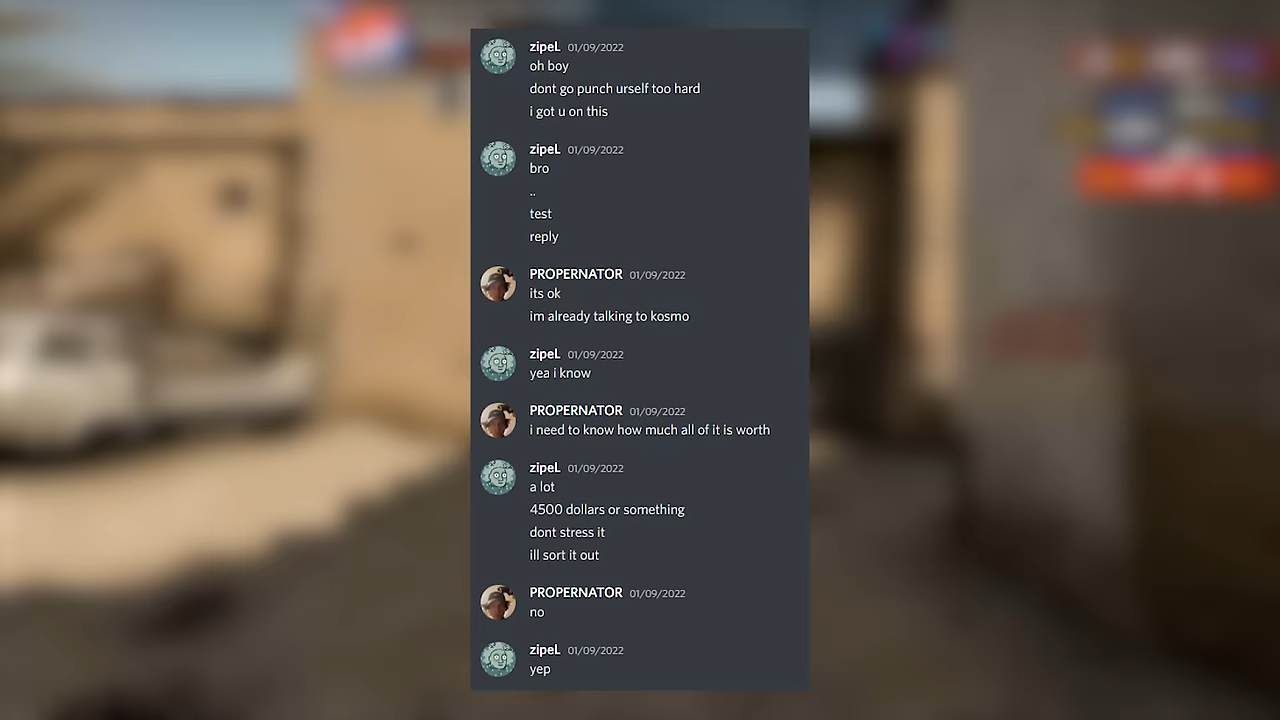 zipeL 01/09/2022
oh boy
dont go punch urself too hard
i got u on this
zipeL 01/09/2022
bro
..
test
reply
PROPERNATOR 01/09/2022
its ok
im already talking to kosmo
zipeL 01/09/2022
yea i know
PROPERNATOR 01/09/2022
i need to know how much all of it is worth
zipeL 01/09/2022
a lot
4500 dollars or something
dont stress it
ill sort it out
PROPERNATOR 01/09/2022
no
zipeL 01/09/2022
yep